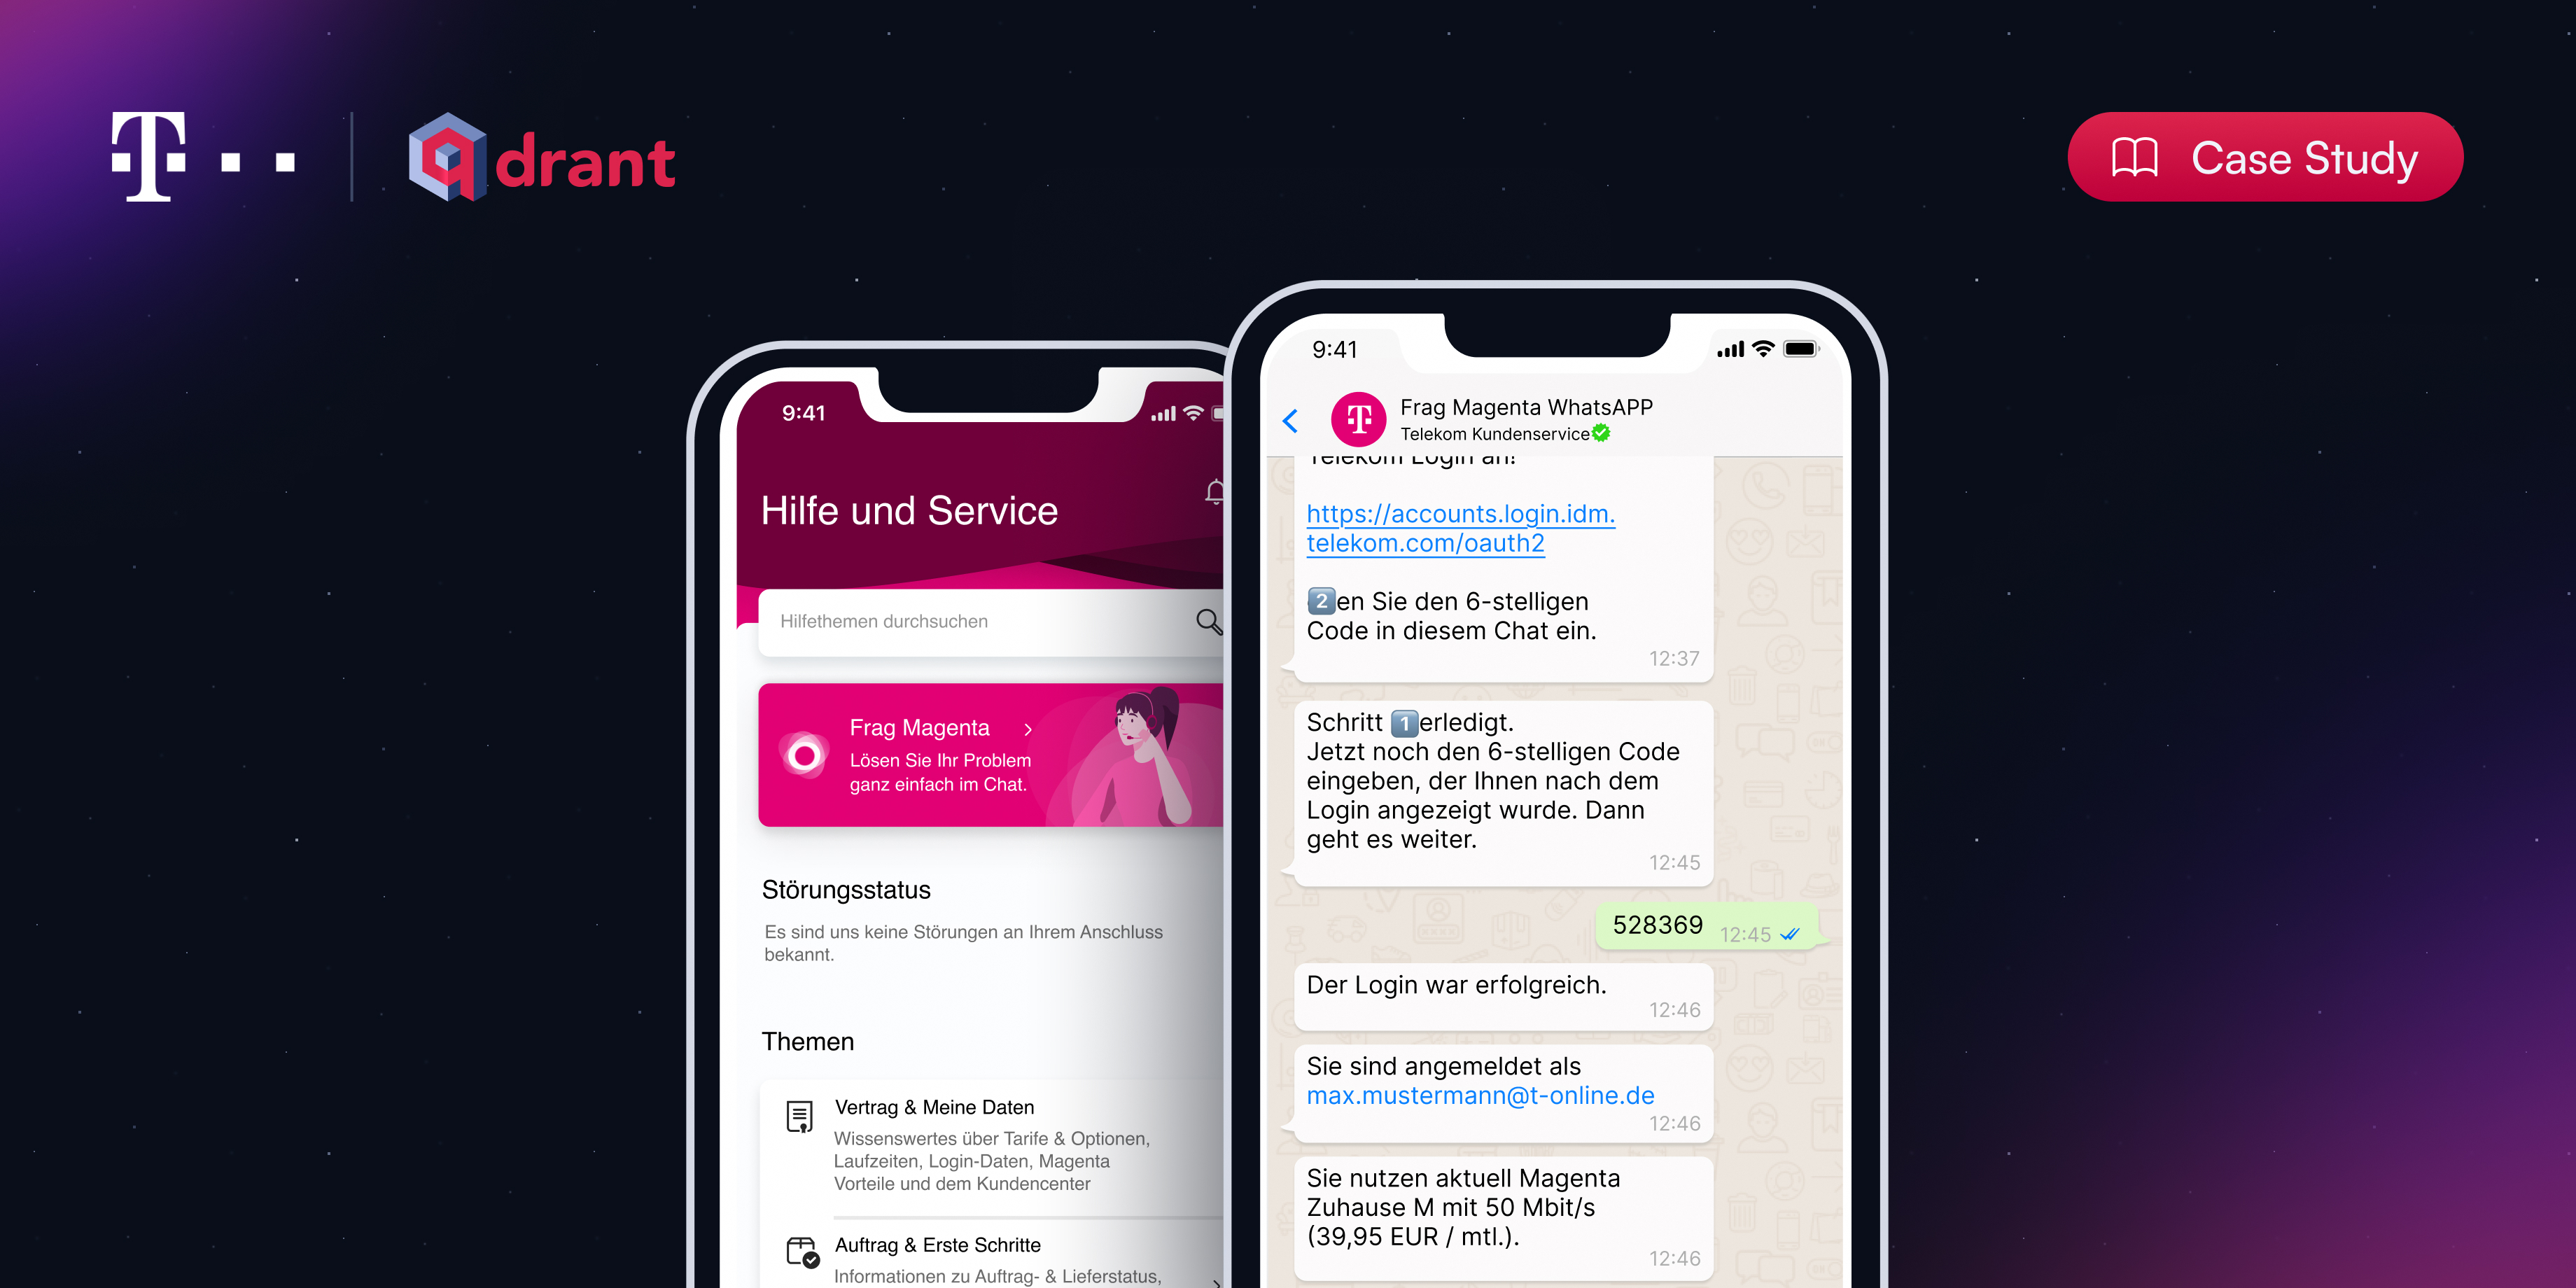 T
qdrant
Case Study
9:41
Hilfe und Service
Hilfethemen durchsuchen
Frag Magenta
Lösen Sie Ihr Problem
ganz einfach im Chat.
Störungsstatus
Es sind uns keine Störungen an Ihrem Anschluss
bekannt.
Themen
Vertrag & Meine Daten
Wissenswertes über Tarife & Optionen,
Laufzeiten, Login-Daten, Magenta
Vorteile und dem Kundencenter
Auftrag & Erste Schritte
Informationen zu Auftrag- & Lieferstatus,
9:41
T
Frag Magenta WhatsAPP
Telekom Kundenservice
Telekom Login an!
https://accounts.login.idm.
telekom.com/oauth2
2en Sie den 6-stelligen
Code in diesem Chat ein.
12:37
Schritt 1erledigt.
Jetzt noch den 6-stelligen Code
eingeben, der Ihnen nach dem
Login angezeigt wurde. Dann
geht es weiter.
12:45
528369 12:45
Der Login war erfolgreich.
12:46
Sie sind angemeldet als
max.mustermann@t-online.de
12:46
Sie nutzen aktuell Magenta
Zuhause M mit 50 Mbit/s
(39,95 EUR / mtl.).
12:46